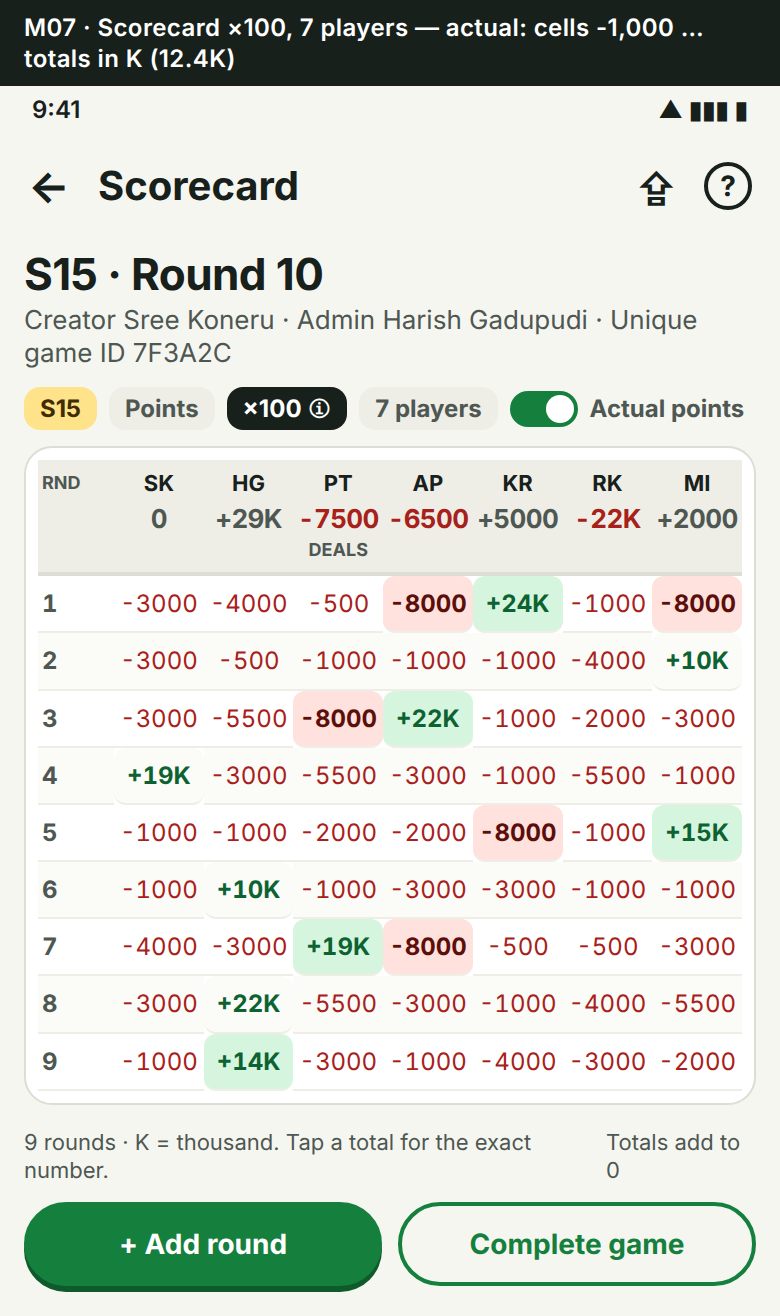 M07 · Scorecard ×100, 7 players — actual: cells -1,000 …
totals in K (12.4K)
9:41
Scorecard
?
S15 · Round 10
Creator Sree Koneru · Admin Harish Gadupudi · Unique
game ID 7F3A2C
S15 Points ×100 ⓘ 7 players Actual points
RND SK HG PT AP KR RK MI
0 +29K -7500 -6500 +5000 -22K +2000
DEALS
1 -3000 -4000 -500 -8000 +24K -1000 -8000
2 -3000 -500 -1000 -1000 -1000 -4000 +10K
3 -3000 -5500 -8000 +22K -1000 -2000 -3000
4 +19K -3000 -5500 -3000 -1000 -5500 -1000
5 -1000 -1000 -2000 -2000 -8000 -1000 +15K
6 -1000 +10K -1000 -3000 -3000 -1000 -1000
7 -4000 -3000 +19K -8000 -500 -500 -3000
8 -3000 +22K -5500 -3000 -1000 -4000 -5500
9 -1000 +14K -3000 -1000 -4000 -3000 -2000
9 rounds · K = thousand. Tap a total for the exact
number.
Totals add to
0
+ Add round
Complete game